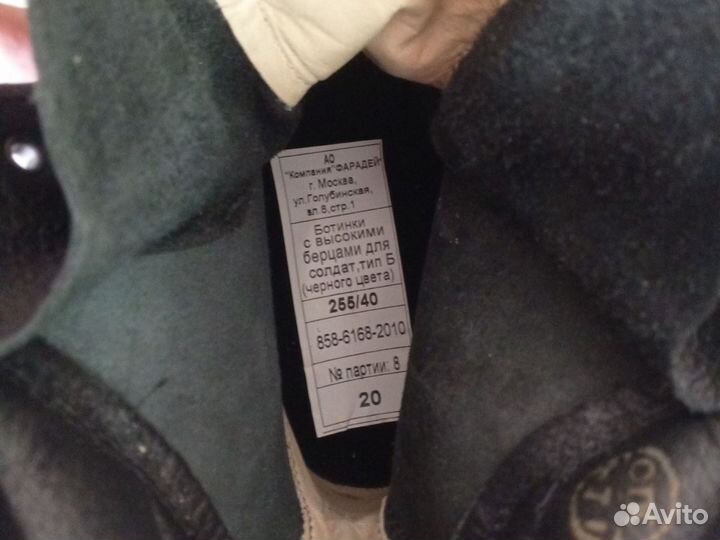 АО
"Компания "ФАРАДЕЙ"
г. Москва,
ул.Голубинская,
вл.8,стр.1
Ботинки
с высокими
берцами для
солдат,тип Б
(черного цвета)
255/40
858-6168-2010
№ партии: 8
20
Avito